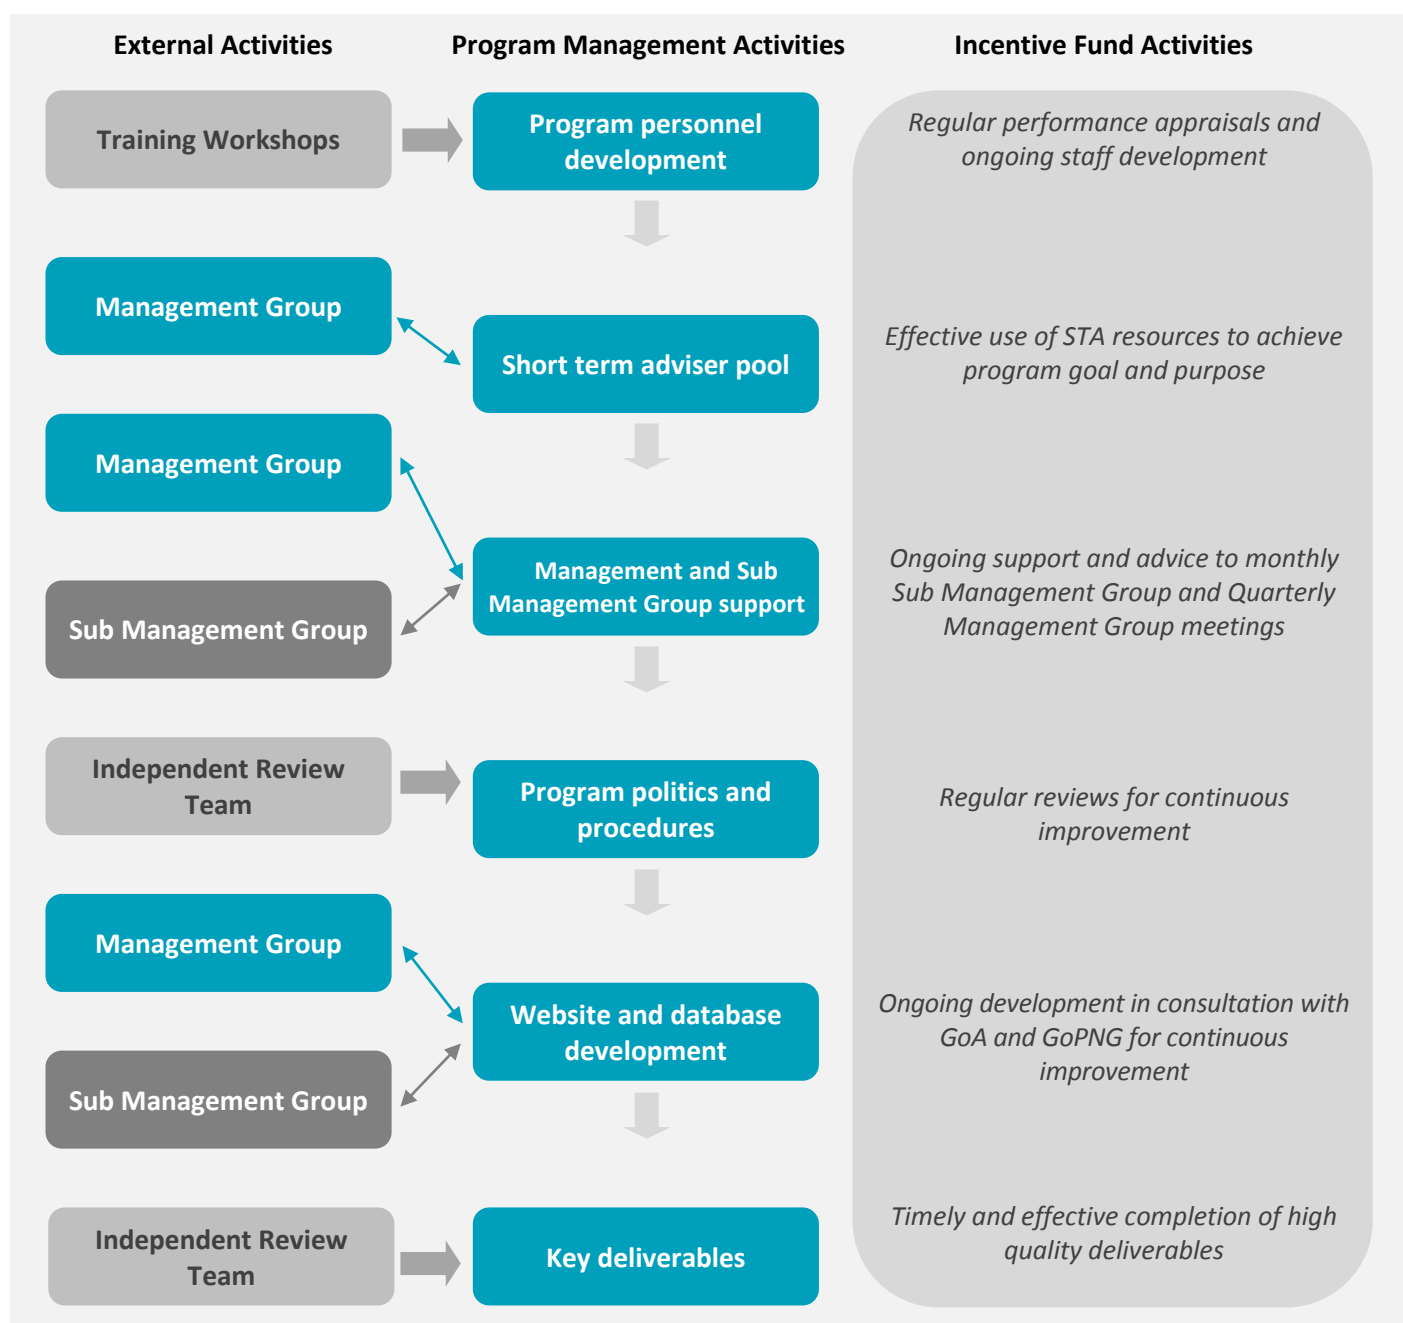 External Activities
Program Management Activities
Incentive Fund Activities
Training Workshops
Program personnel
development
Regular performance appraisals and
ongoing staff development
Management Group
Short term adviser pool
Effective use of STA resources to achieve
program goal and purpose
Management Group
Sub Management Group
Management and Sub
Management Group support
Ongoing support and advice to monthly
Sub Management Group and Quarterly
Management Group meetings
Independent Review
Team
Program politics and
procedures
Regular reviews for continuous
improvement
Management Group
Sub Management Group
Website and database
development
Ongoing development in consultation with
GoA and GoPNG for continuous
improvement
Independent Review
Team
Key deliverables
Timely and effective completion of high
quality deliverables